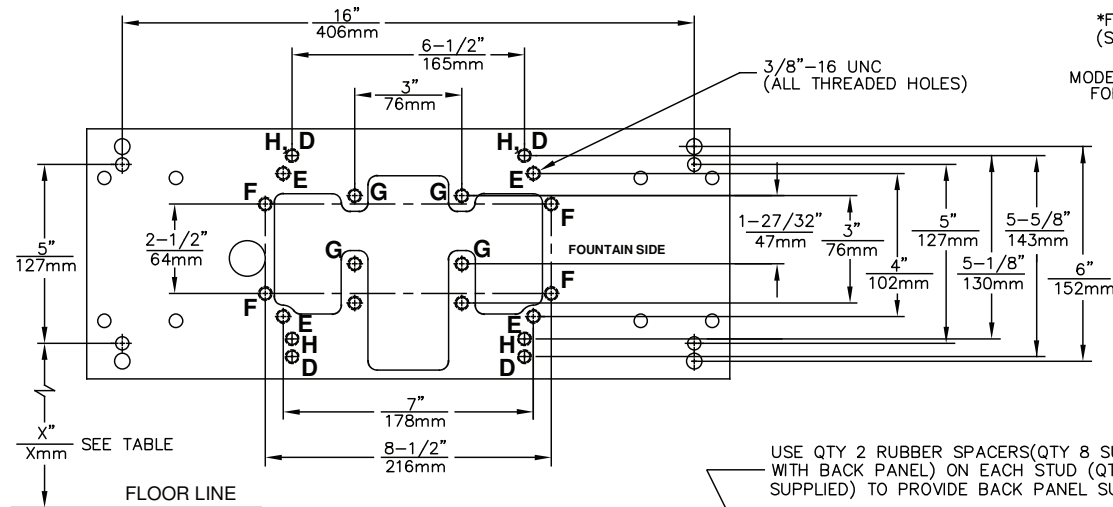 16"
406mm
*F
(S
6-1/2"
165mm
3/8"-16 UNC
(ALL THREADED HOLES)
MODE
FO
3"
76mm
H, D
D
E
E
F
G
G
F
2-1/2"
64mm
5"
127mm
G
G
FOUNTAIN SIDE
1-27/32"
47mm
3"
76mm
4"
102mm
5"
127mm
5-1/8"
130mm
5-5/8"
143mm
6"
152mm
F
F
E
E
H
H
D
D
7"
178mm
X"
Xmm
SEE TABLE
8-1/2"
216mm
FLOOR LINE
USE QTY 2 RUBBER SPACERS(QTY 8 SU
WITH BACK PANEL) ON EACH STUD (QT
SUPPLIED) TO PROVIDE BACK PANEL SU